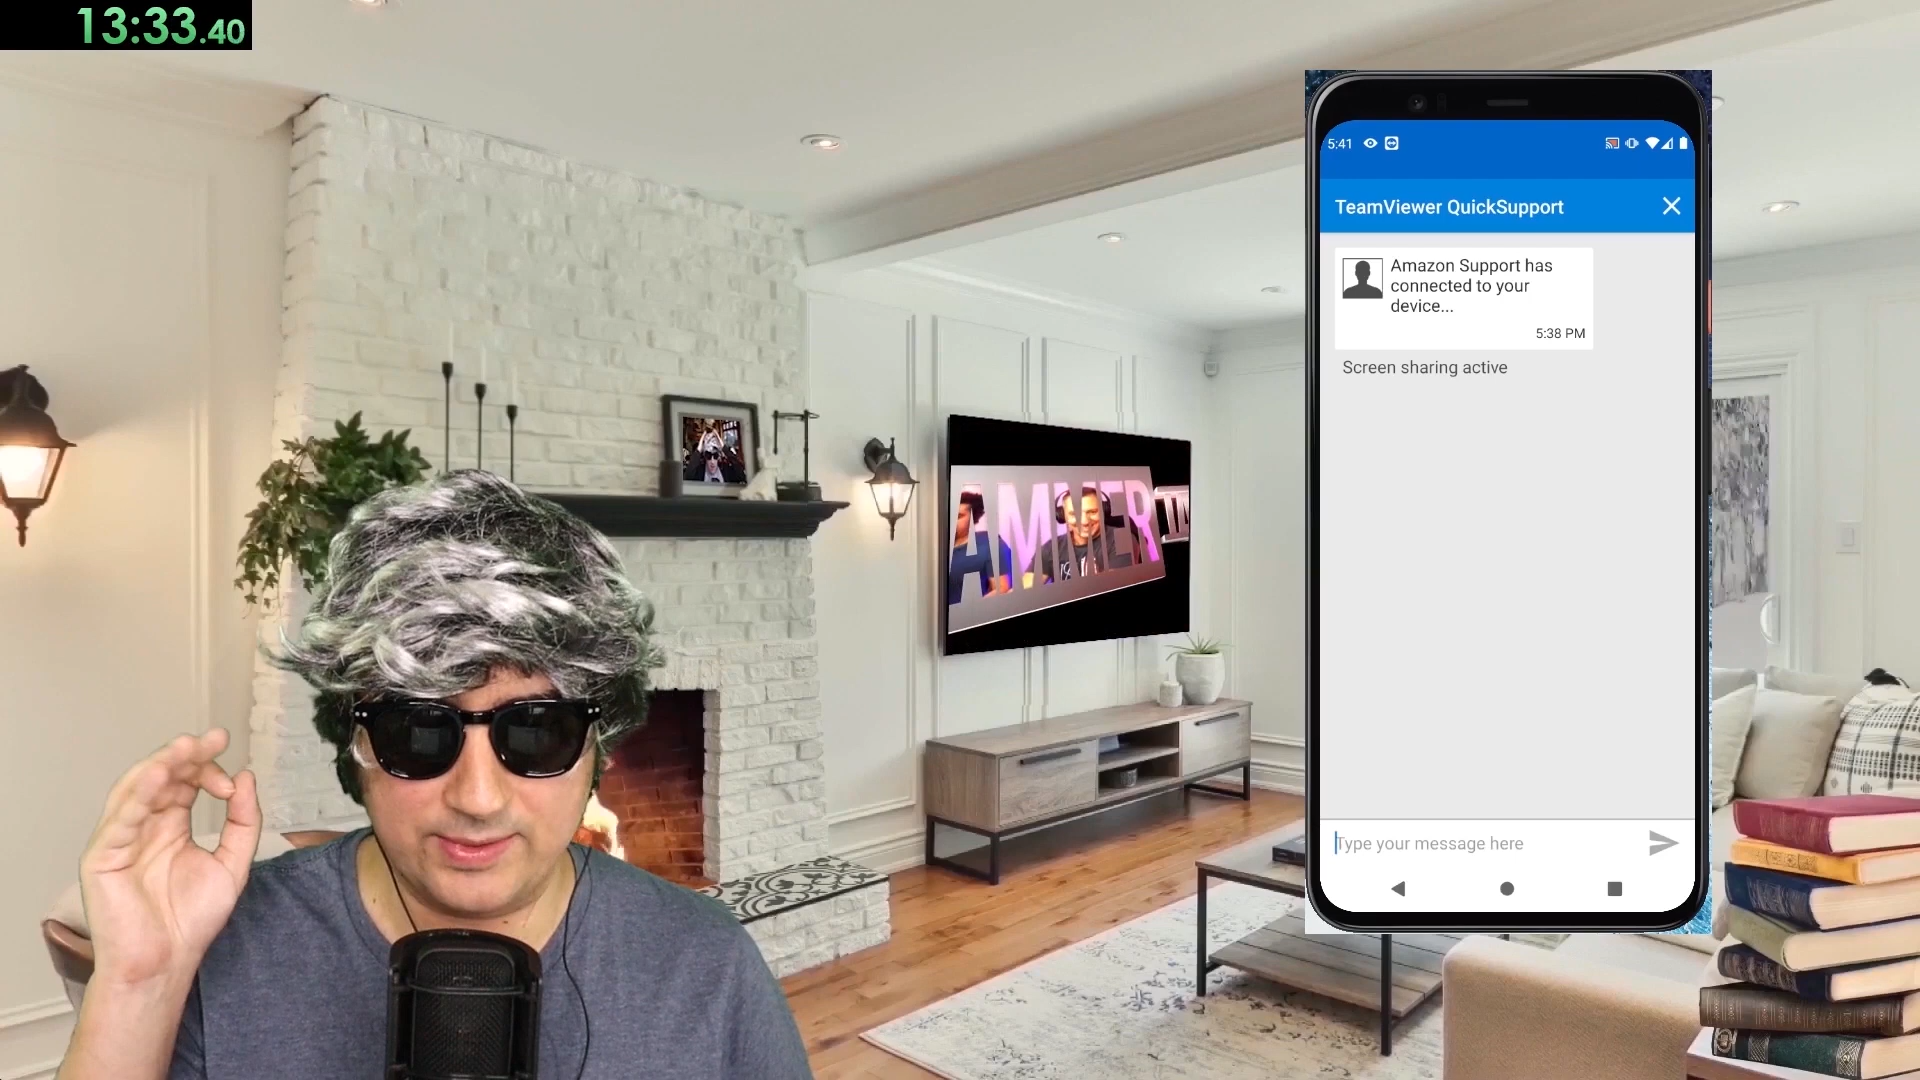 13:33.40
5:41
TeamViewer QuickSupport
Amazon Support has
connected to your
device...
5:38 PM
Screen sharing active
Type your message here
AMMER